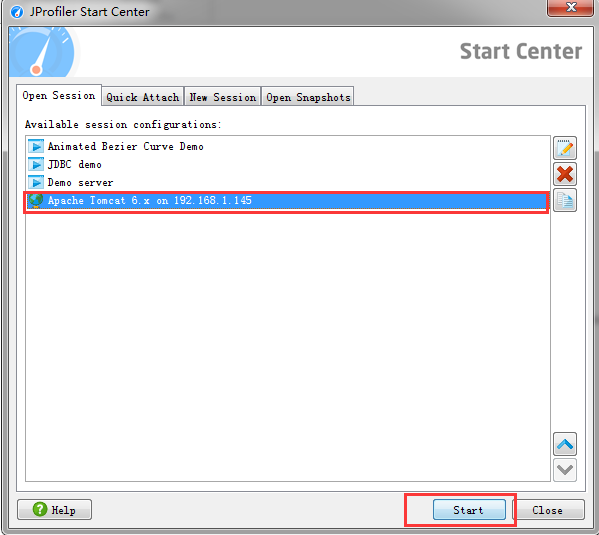 JProfiler Start Center
Start Center
Open Session Quick Attach New Session Open Snapshots
Available session configurations:
Animated Bezier Curve Demo
JDBC demo
Demo server
Apache Tomcat 6.x on 192.168.1.145
Help Start Close